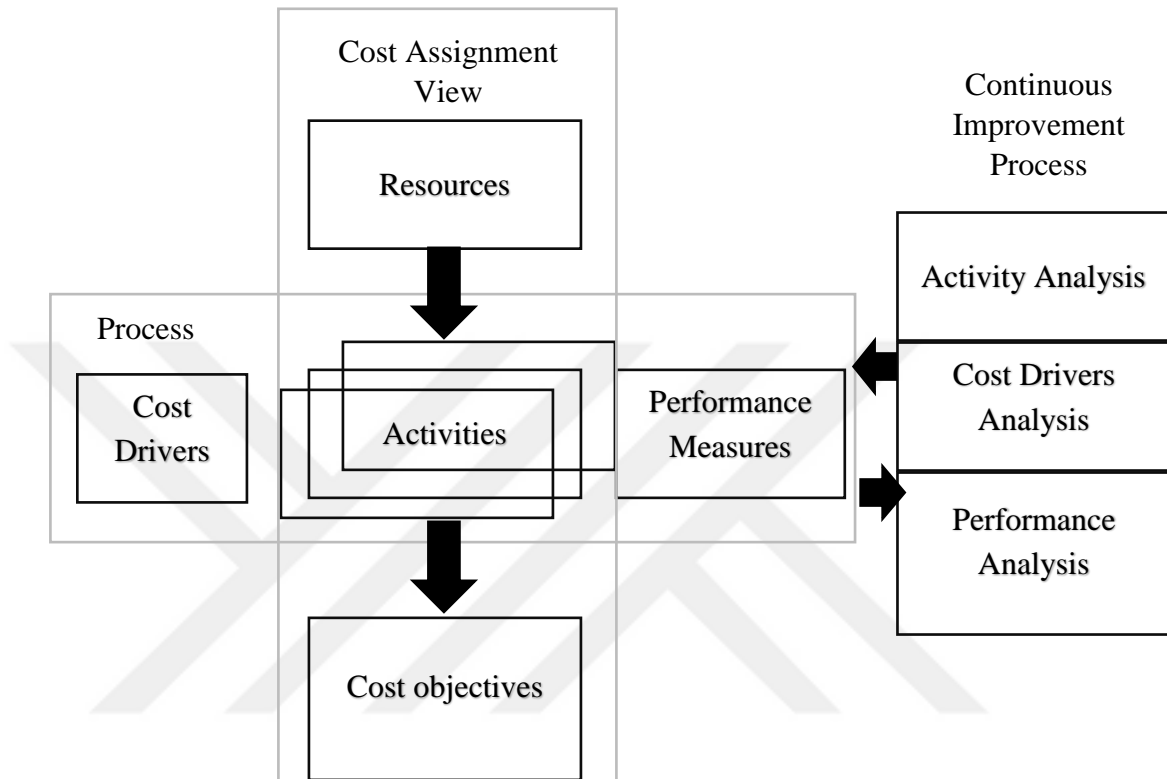 Cost Assignment
View
Continuous
Improvement
Process
Resources
Activity Analysis
Process
Cost
Drivers
Activities
Performance
Measures
Cost Drivers
Analysis
Performance
Analysis
Cost objectives